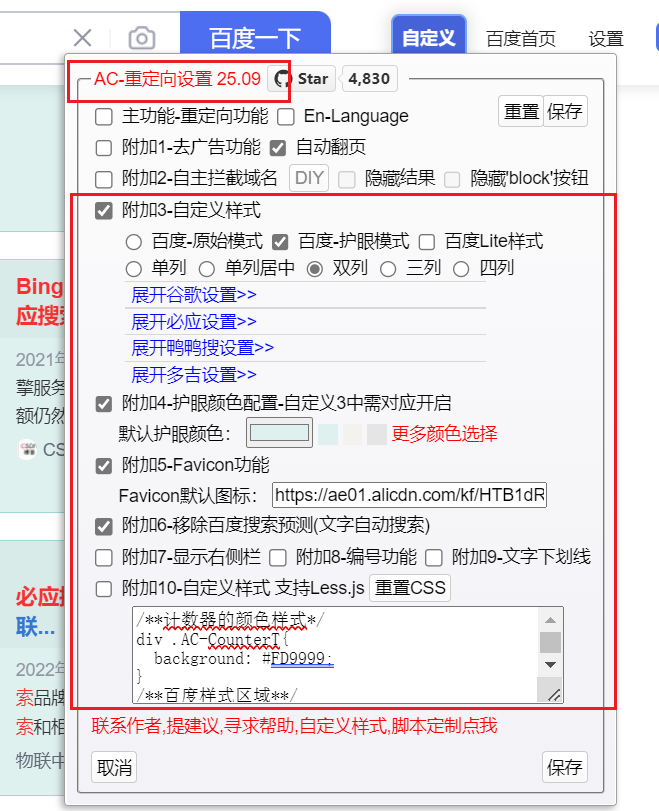 百度一下
自定义 百度首页 设置
AC-重定向设置 25.09 Star 4,830
主功能-重定向功能 En-Language 重置 保存
附加1-去广告功能 自动翻页
附加2-自主拦截域名 DIY 隐藏结果 隐藏'block'按钮
附加3-自定义样式
百度-原始模式 百度-护眼模式 百度Lite样式
单列 单列居中 双列 三列 四列
展开谷歌设置>>
展开必应设置>>
展开鸭鸭搜设置>>
展开多吉设置>>
附加4-护眼颜色配置-自定义3中需对应开启
默认护眼颜色： 更多颜色选择
附加5-Favicon功能
Favicon默认图标： https://ae01.alicdn.com/kf/HTB1dR
附加6-移除百度搜索预测(文字自动搜索)
附加7-显示右侧栏 附加8-编号功能 附加9-文字下划线
附加10-自定义样式 支持Less.js 重置CSS
/**计数器的颜色样式*/
div .AC-CounterT{
background: #FD9999;
}
/**百度样式区域**/
联系作者,提建议,寻求帮助,自定义样式,脚本定制点我
取消 保存
Bing
应搜
2021年
擎服务
额仍然
CS
必应
联...
2022年
索品牌
索和相
物联中